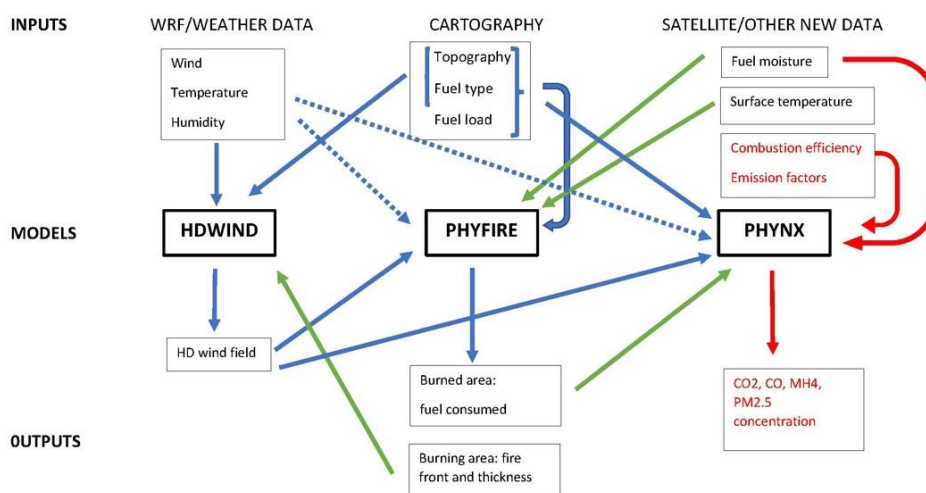 INPUTS
WRF/WEATHER DATA
CARTOGRAPHY
SATELLITE/OTHER NEW DATA
Wind
Temperature
Humidity
Topography
Fuel type
Fuel load
Fuel moisture
Surface temperature
Combustion efficiency
Emission factors
MODELS
HDWIND
PHYFIRE
PHYNX
HD wind field
Burned area:
fuel consumed
CO2, CO, MH4,
PM2.5
concentration
0UTPUTS
Burning area: fire
front and thickness